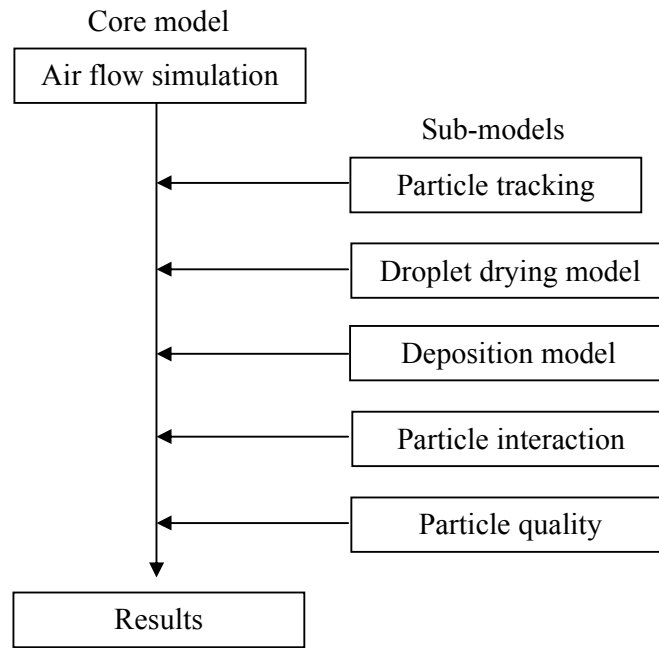 Core model
Air flow simulation
Sub-models
Particle tracking
Droplet drying model
Deposition model
Particle interaction
Particle quality
Results